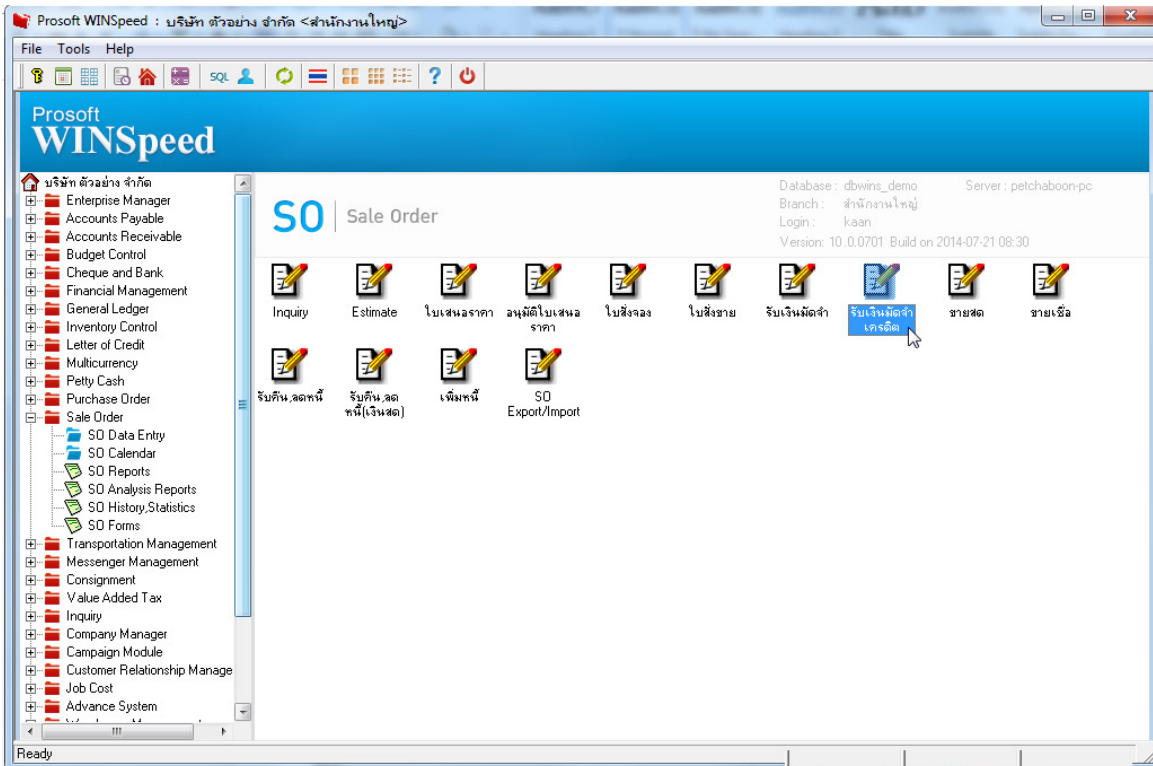 Prosoft WINSpeed : บริษัท ตัวอย่าง จำกัด <สำนักงานใหญ่>
File Tools Help
SQL
Prosoft
WINSpeed
บริษัท ตัวอย่าง จำกัด
Enterprise Manager
Accounts Payable
Accounts Receivable
Budget Control
Cheque and Bank
Financial Management
General Ledger
Inventory Control
Letter of Credit
Multicurrency
Petty Cash
Purchase Order
Sale Order
SO Data Entry
SO Calendar
SO Reports
SO Analysis Reports
SO History,Statistics
SO Forms
Transportation Management
Messenger Management
Consignment
Value Added Tax
Inquiry
Company Manager
Campaign Module
Customer Relationship Manage
Job Cost
Advance System
SO Sale Order
Database : dbwins_demo Server : petchaboon-pc
Branch : สำนักงานใหญ่
Login : kaan
Version: 10.0.0701 Build on 2014-07-21 08:30
Inquiry
Estimate
ใบเสนอราคา
อนุมัติใบเสนอ
ราคา
ใบสั่งจอง
ใบสั่งขาย
รับเงินมัดจำ
รับเงินมัดจำ
เครดิต
ขายสด
ขายเชื่อ
รับคืน,ลดหนี้
รับคืน,ลด
หนี้(เงินสด)
เพิ่มหนี้
SO
Export/Import
Ready